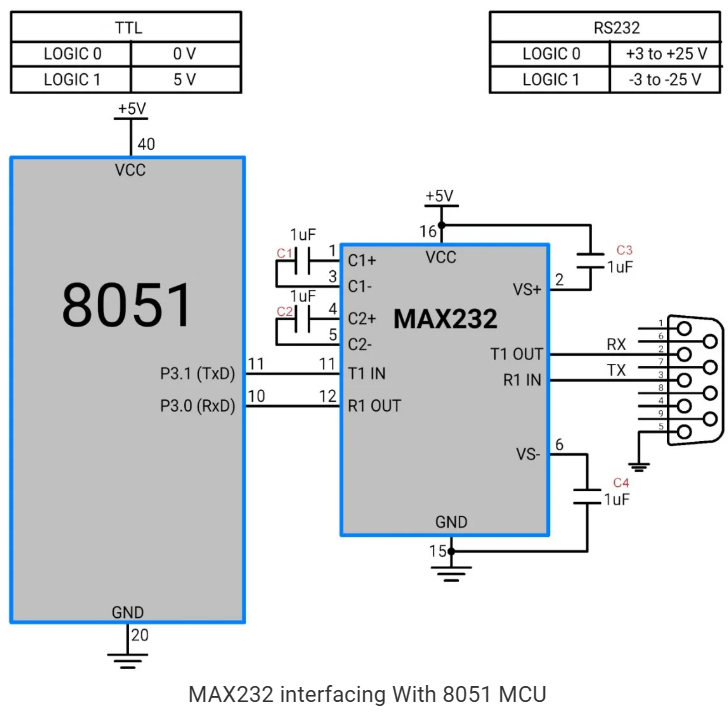 TTL
LOGIC 0 0 V
LOGIC 1 5 V
RS232
LOGIC 0 +3 to +25 V
LOGIC 1 -3 to -25 V
+5V
40
VCC
8051
P3.1 (TxD) 11
P3.0 (RxD) 10
GND
20
1uF
C1
1 C1+
3 C1-
1uF
C2
4 C2+
5 C2-
11 T1 IN
12 R1 OUT
+5V
16
VCC
MAX232
C3
1uF
VS+ 2
T1 OUT RX
R1 IN TX
VS- 6
C4
1uF
GND
15
1
6
2
7
3
8
4
9
5
MAX232 interfacing With 8051 MCU